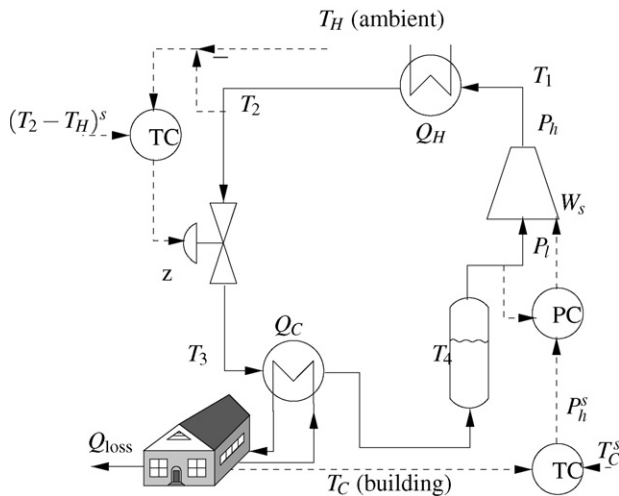 T_H (ambient)
–
T_1
T_2
(T_2 − T_H)^s
TC
Q_H
P_h
W_s
P_l
z
Q_C
T_3
T_4
PC
P_h^s
Q_loss
T_C (building)
TC
T_C^s